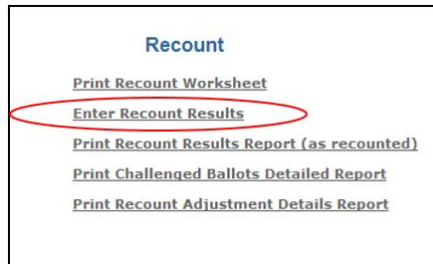 Recount
Print Recount Worksheet
Enter Recount Results
Print Recount Results Report (as recounted)
Print Challenged Ballots Detailed Report
Print Recount Adjustment Details Report